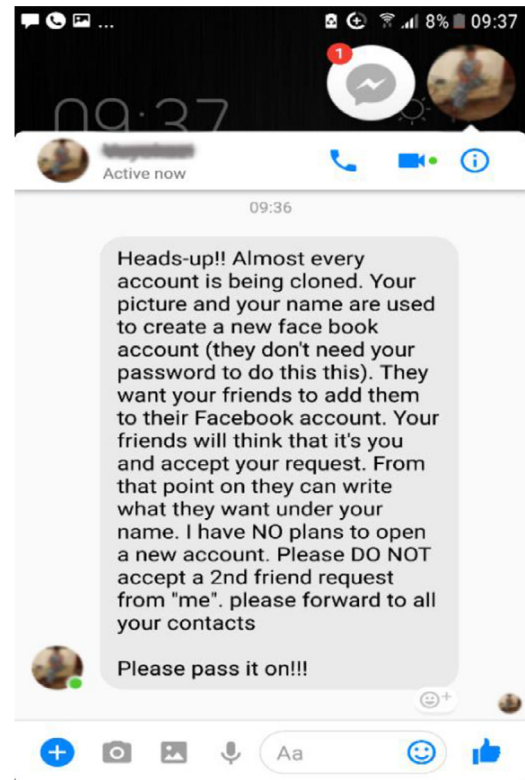 ...
8% 09:37
1
09:37
Active now
09:36
Heads-up!! Almost every
account is being cloned. Your
picture and your name are used
to create a new face book
account (they don't need your
password to do this this). They
want your friends to add them
to their Facebook account. Your
friends will think that it's you
and accept your request. From
that point on they can write
what they want under your
name. I have NO plans to open
a new account. Please DO NOT
accept a 2nd friend request
from "me". please forward to all
your contacts
Please pass it on!!!
Aa